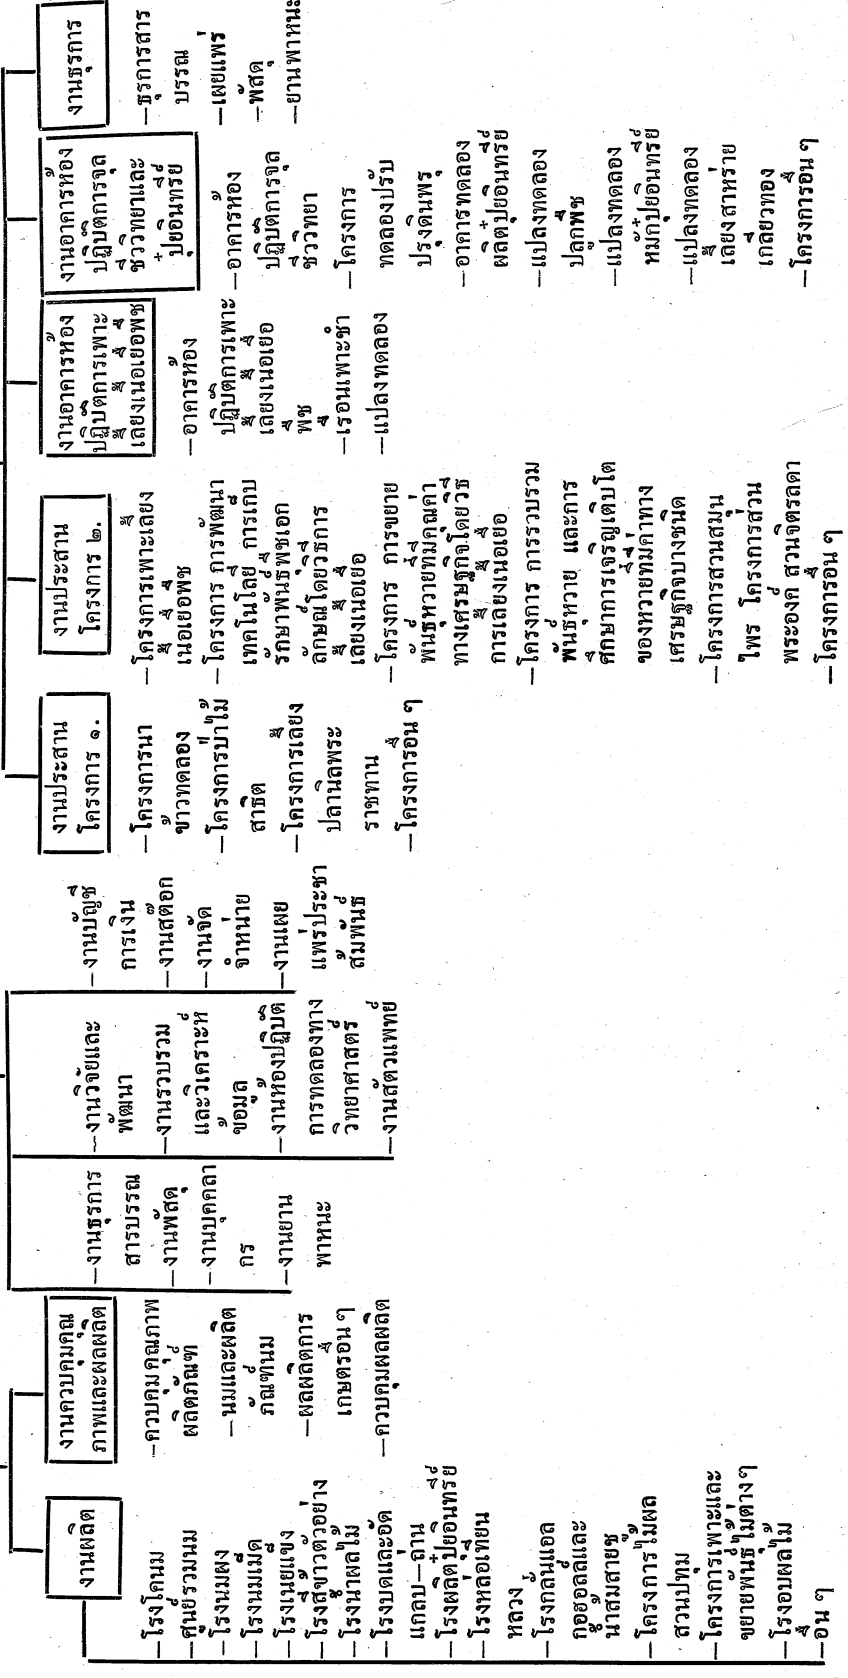 งานผลิต
—โรงโคนม
—ศูนย์รวมนม
—โรงนมผง
—โรงนมเม็ด
—โรงเนยแข็ง
—โรงสีข้าวตัวอย่าง
—โรงน้ำผลไม้
—โรงบดและอัด
แกลบ—ถ่าน
—โรงผลิตปุ๋ยอินทรีย์
—โรงหล่อเทียน
หลวง
—โรงกลั่นแอล
กอฮอล์และ
น้ำส้มสายชู
—โครงการไม้ผล
สวนปทุม
—โครงการเพาะและ
ขยายพันธุ์ไม้ต่างๆ
—โรงอบผลไม้
—อื่น ๆ
งานควบคุมคุณ
ภาพและผลผลิต
—ควบคุมคุณภาพ
ผลิตภัณฑ์
—นมและผลิต
ภัณฑ์นม
—ผลผลิตการ
เกษตรอื่น ๆ
—ควบคุมผลผลิต
—งานธุรการ
สารบรรณ
—งานพัสดุ
—งานบุคคลา
กร
—งานยาน
พาหนะ
—งานวิจัยและ
พัฒนา
—งานรวบรวม
และวิเคราะห์
ข้อมูล
—งานห้องปฏิบัติ
การทดลองทาง
วิทยาศาสตร์
—งานสัตวแพทย์
—งานบัญชี
การเงิน
—งานสต๊อก
—งานจัด
จำหน่าย
—งานเผย
แพร่ประชา
สัมพันธ์
งานประสาน
โครงการ ๑.
—โครงการนา
ข้าวทดลอง
—โครงการป่าไม้
สาธิต
—โครงการเลี้ยง
ปลานิลพระ
ราชทาน
—โครงการอื่น ๆ
งานประสาน
โครงการ ๒.
—โครงการเพาะเลี้ยง
เนื้อเยื่อพืช
—โครงการ การพัฒนา
เทคโนโลยี การเก็บ
รักษาพันธุ์พืชเอก
ลักษณ์โดยวิธีการ
เลี้ยงเนื้อเยื่อ
—โครงการ การขยาย
พันธุ์หวายที่มีคุณค่า
ทางเศรษฐกิจโดยวิธี
การเลี้ยงเนื้อเยื่อ
—โครงการ การรวบรวม
พันธุ์หวาย และการ
ศึกษาการเจริญเติบโต
ของหวายที่มีค่าทาง
เศรษฐกิจบางชนิด
—โครงการสวนสมุน
ไพร โครงการส่วน
พระองค์ สวนจิตรลดา
—โครงการอื่น ๆ
งานอาคารห้อง
ปฏิบัติการเพาะ
เลี้ยงเนื้อเยื่อพืช
—อาคารห้อง
ปฏิบัติการเพาะ
เลี้ยงเนื้อเยื่อ
พืช
—เรือนเพาะชำ
—แปลงทดลอง
งานอาคารห้อง
ปฏิบัติการจุล
ชีววิทยาและ
ปุ๋ยอินทรีย์
—อาคารห้อง
ปฏิบัติการจุล
ชีววิทยา
—โครงการ
ทดลองปรับ
ปรุงดินพรุ
—อาคารทดลอง
ผลิตปุ๋ยอินทรีย์
—แปลงทดลอง
ปลูกพืช
—แปลงทดลอง
หมักปุ๋ยอินทรีย์
—แปลงทดลอง
เลี้ยงสาหร่าย
เกลียวทอง
—โครงการอื่น ๆ
งานธุรการ
—ธุรการสาร
บรรณ
—เผยแพร่
—พัสดุ
—ยานพาหนะ